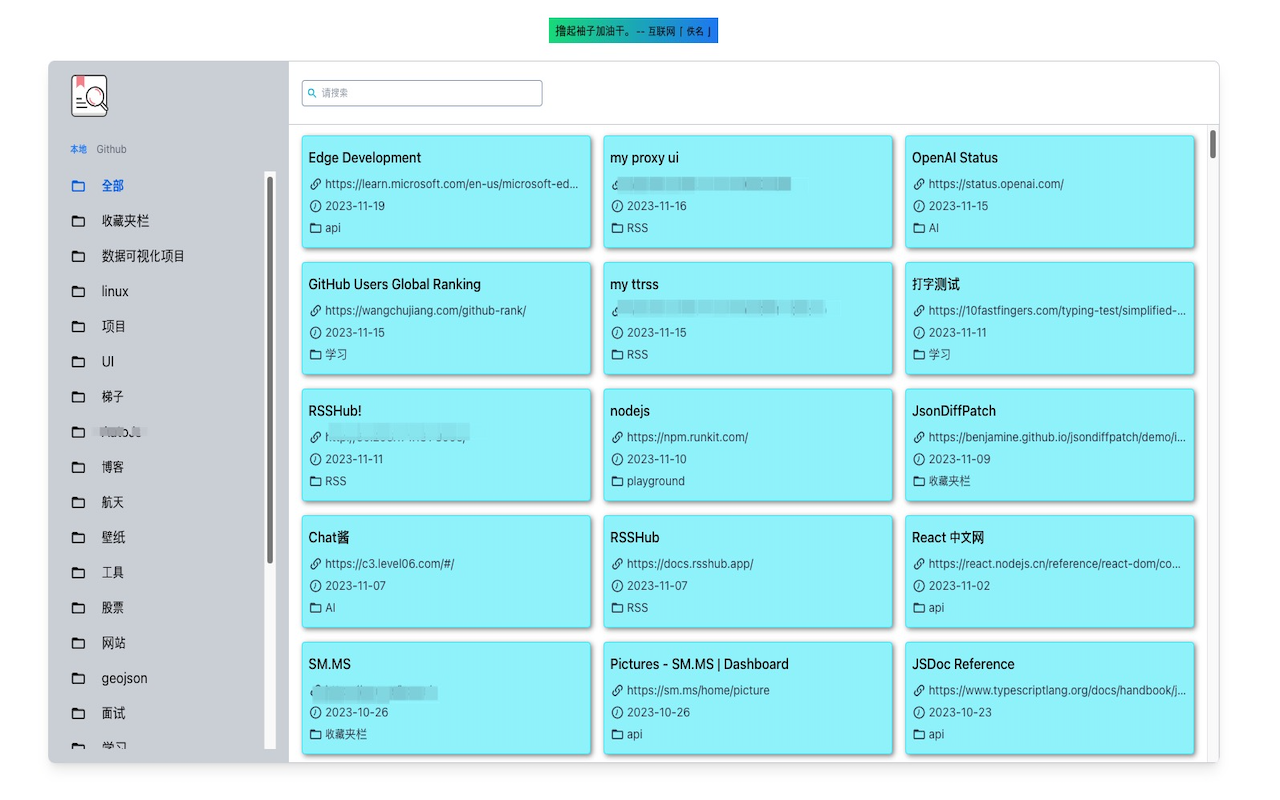 撸起袖子加油干。 -- 互联网 [ 佚名 ]
请搜索
本地 Github
全部
收藏夹栏
数据可视化项目
linux
项目
UI
梯子
博客
航天
壁纸
工具
股票
网站
geojson
面试
学习
Edge Development
https://learn.microsoft.com/en-us/microsoft-ed...
2023-11-19
api
my proxy ui
2023-11-16
RSS
OpenAI Status
https://status.openai.com/
2023-11-15
AI
GitHub Users Global Ranking
https://wangchujiang.com/github-rank/
2023-11-15
学习
my ttrss
2023-11-15
RSS
打字测试
https://10fastfingers.com/typing-test/simplified-...
2023-11-11
学习
RSSHub!
2023-11-11
RSS
nodejs
https://npm.runkit.com/
2023-11-10
playground
JsonDiffPatch
https://benjamine.github.io/jsondiffpatch/demo/i...
2023-11-09
收藏夹栏
Chat酱
https://c3.level06.com/#/
2023-11-07
AI
RSSHub
https://docs.rsshub.app/
2023-11-07
RSS
React 中文网
https://react.nodejs.cn/reference/react-dom/co...
2023-11-02
api
SM.MS
2023-10-26
收藏夹栏
Pictures - SM.MS | Dashboard
https://sm.ms/home/picture
2023-10-26
api
JSDoc Reference
https://www.typescriptlang.org/docs/handbook/j...
2023-10-23
api